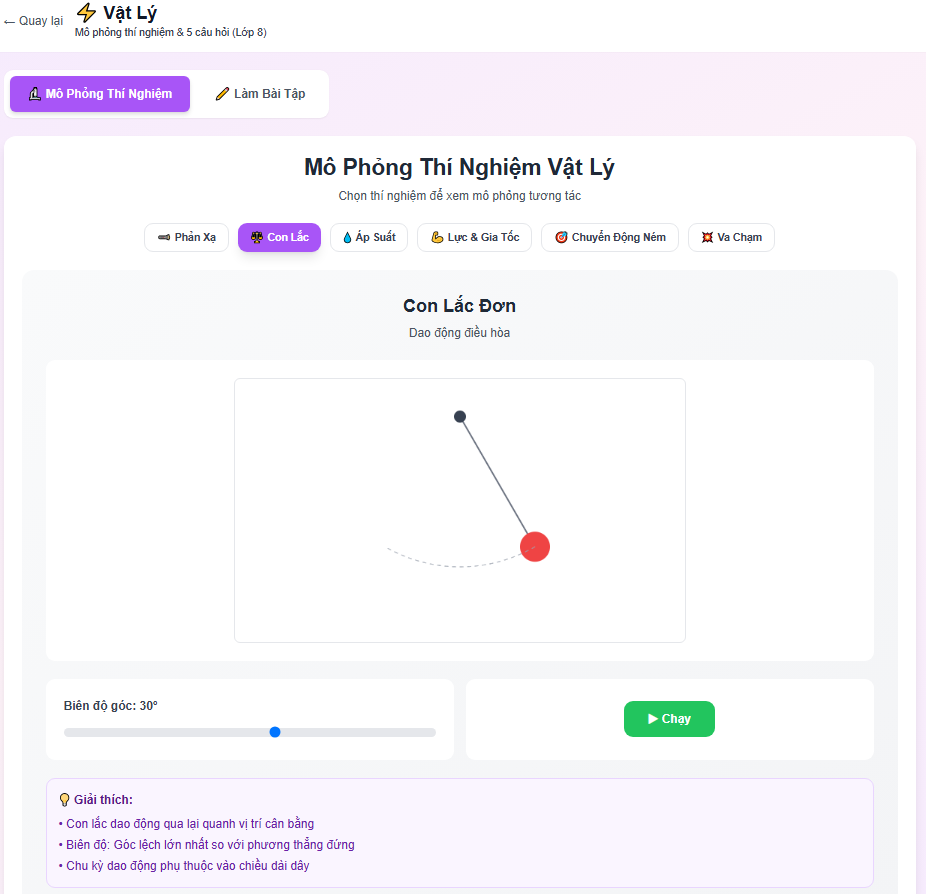 ← Quay lại
⚡ Vật Lý
Mô phỏng thí nghiệm & 5 câu hỏi (Lớp 8)
🔬 Mô Phỏng Thí Nghiệm
✏️ Làm Bài Tập
Mô Phỏng Thí Nghiệm Vật Lý
Chọn thí nghiệm để xem mô phỏng tương tác
🔦 Phản Xạ
⚖️ Con Lắc
💧 Áp Suất
💪 Lực & Gia Tốc
🎯 Chuyển Động Ném
💥 Va Chạm
Con Lắc Đơn
Dao động điều hòa
Biên độ góc: 30°
▶ Chạy
💡 Giải thích:
• Con lắc dao động qua lại quanh vị trí cân bằng
• Biên độ: Góc lệch lớn nhất so với phương thẳng đứng
• Chu kỳ dao động phụ thuộc vào chiều dài dây